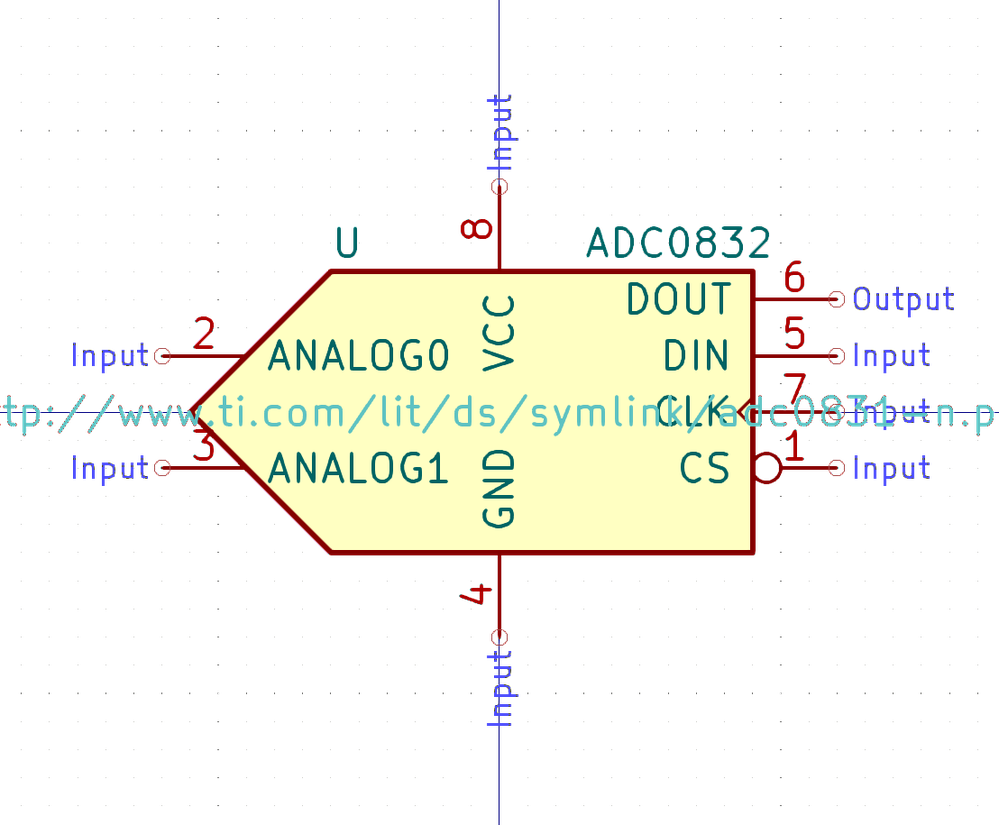 Input
8
U
ADC0832
6
DOUT
Output
VCC
2
Input
ANALOG0
5
DIN
Input
7
CLK
Input
ttp://www.ti.com/lit/ds/symlink/adc0831-n.p
3
Input
ANALOG1
1
CS
Input
GND
4
Input